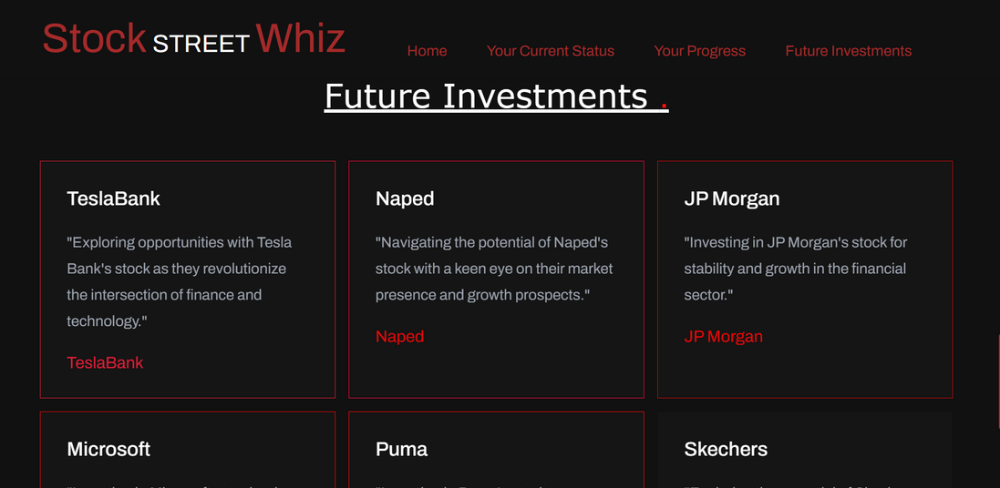 Stock STREET Whiz
Home Your Current Status Your Progress Future Investments
Future Investments .
TeslaBank
"Exploring opportunities with Tesla
Bank's stock as they revolutionize
the intersection of finance and
technology."
TeslaBank
Naped
"Navigating the potential of Naped's
stock with a keen eye on their market
presence and growth prospects."
Naped
JP Morgan
"Investing in JP Morgan's stock for
stability and growth in the financial
sector."
JP Morgan
Microsoft
Puma
Skechers